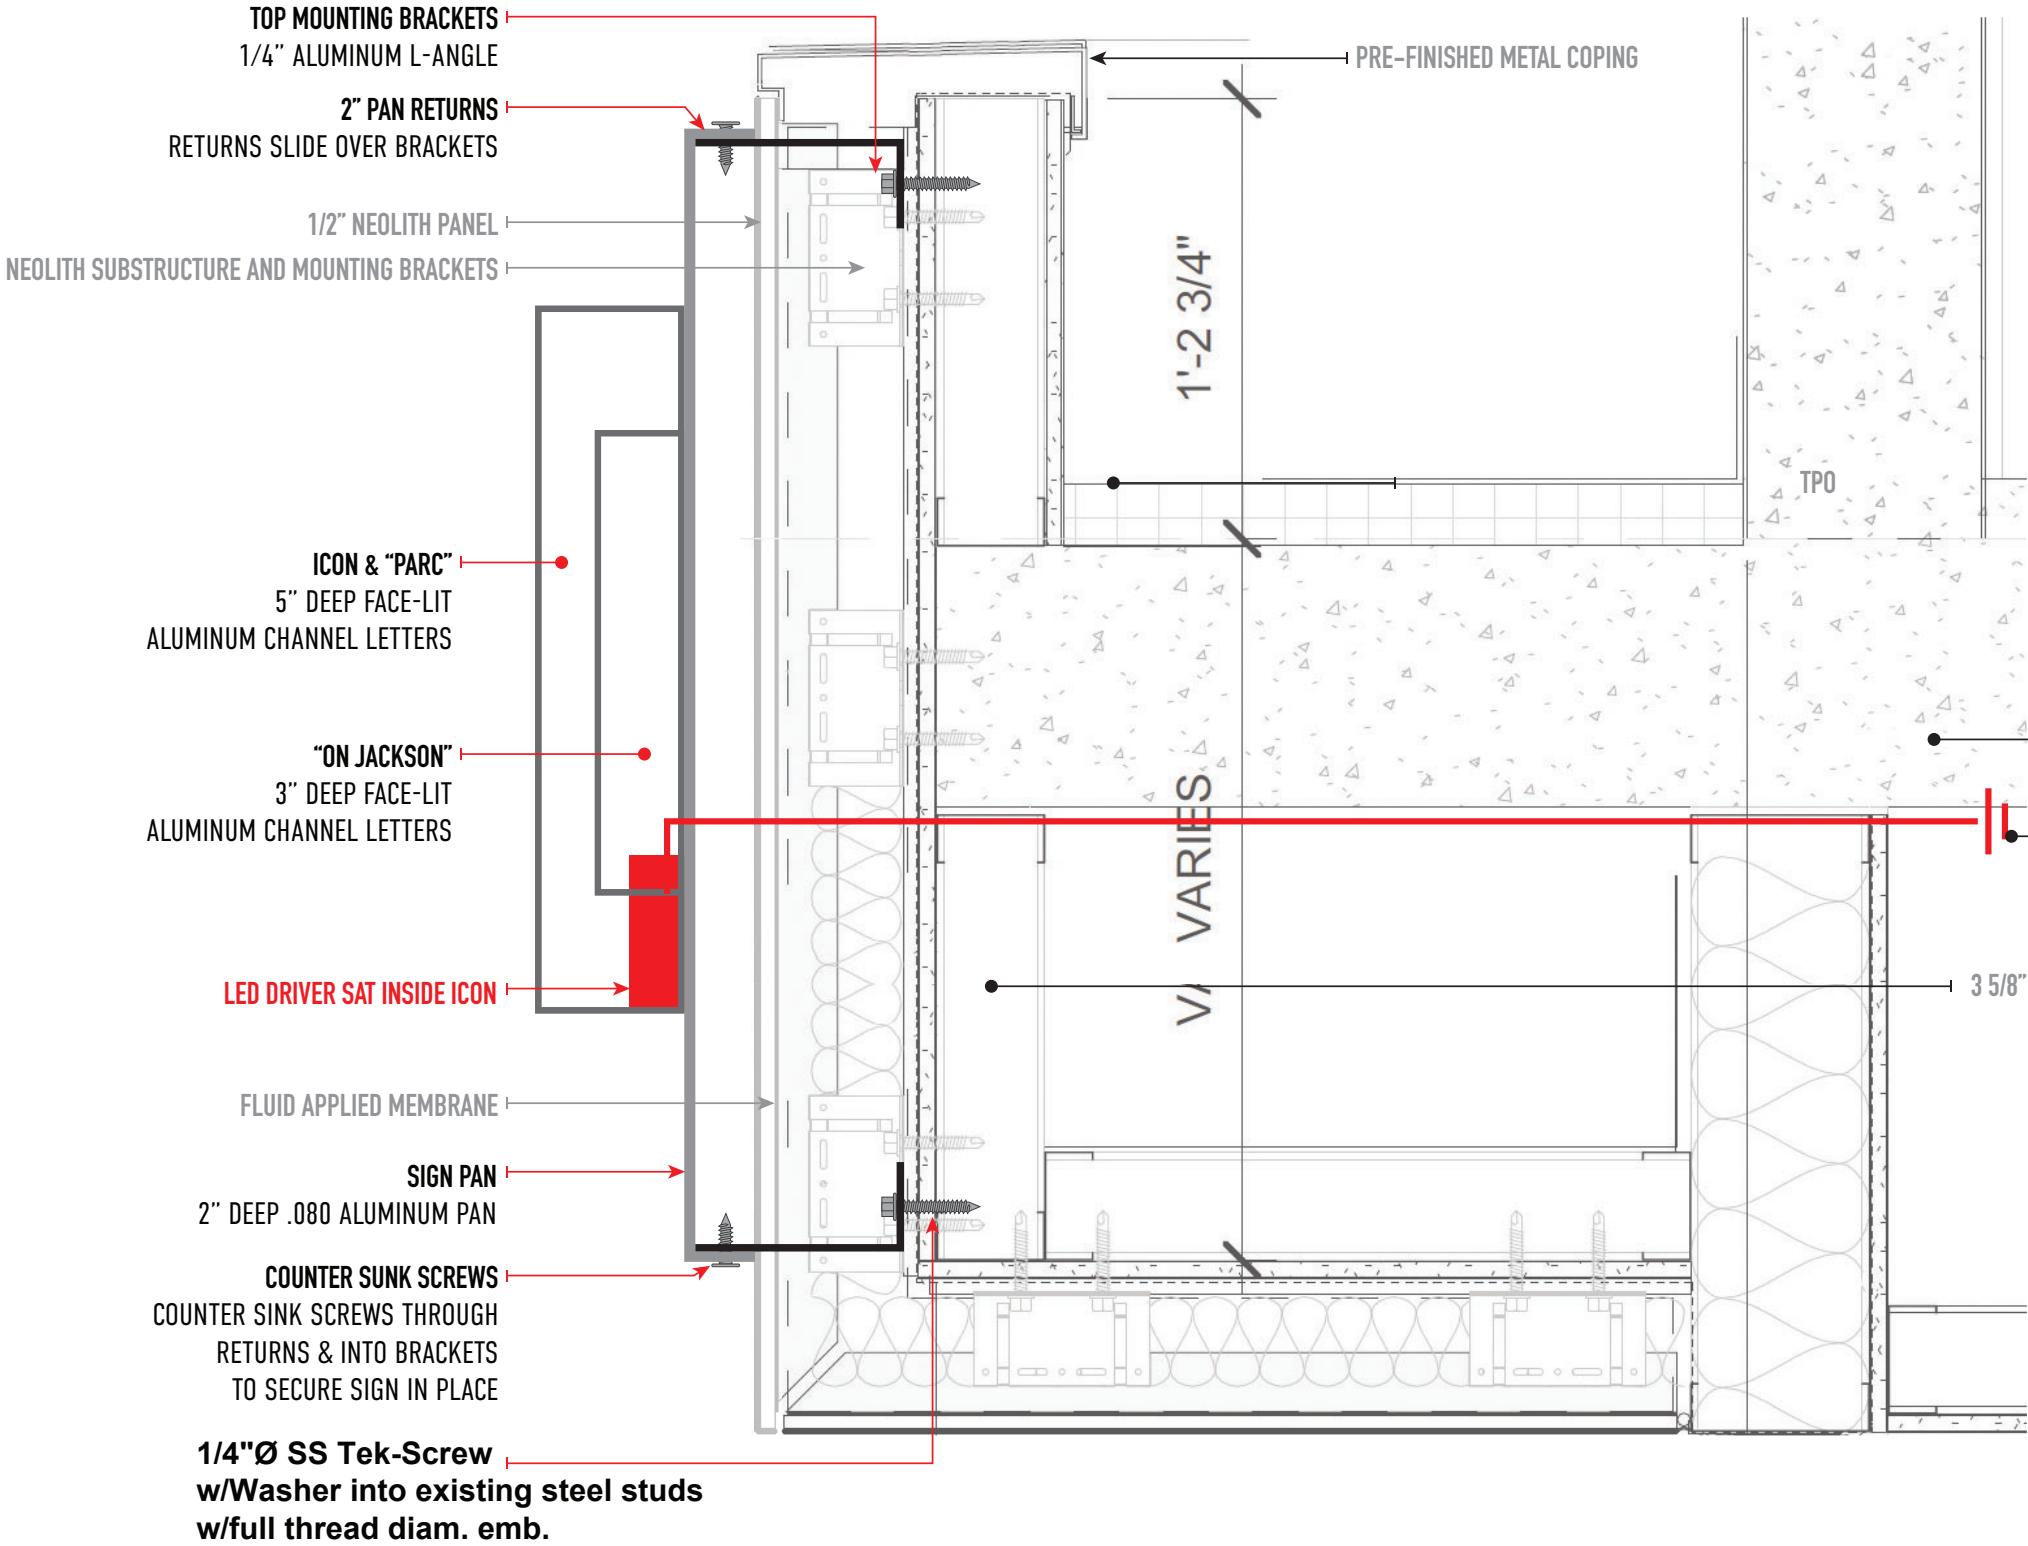 TOP MOUNTING BRACKETS
1/4” ALUMINUM L-ANGLE
PRE-FINISHED METAL COPING
2” PAN RETURNS
RETURNS SLIDE OVER BRACKETS
1/2” NEOLITH PANEL
NEOLITH SUBSTRUCTURE AND MOUNTING BRACKETS
1'-2 3/4"
TPO
ICON & “PARC”
5” DEEP FACE-LIT
ALUMINUM CHANNEL LETTERS
“ON JACKSON”
3” DEEP FACE-LIT
ALUMINUM CHANNEL LETTERS
VARIES
LED DRIVER SAT INSIDE ICON
3 5/8”
FLUID APPLIED MEMBRANE
SIGN PAN
2” DEEP .080 ALUMINUM PAN
COUNTER SUNK SCREWS
COUNTER SINK SCREWS THROUGH
RETURNS & INTO BRACKETS
TO SECURE SIGN IN PLACE
1/4"Ø SS Tek-Screw
w/Washer into existing steel studs
w/full thread diam. emb.